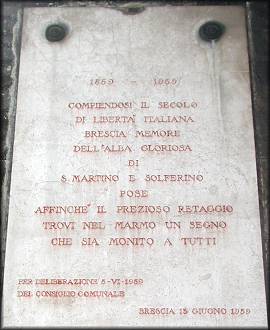 1859 - 1959
COMPIENDOSI IL SECOLO
DI LIBERTA' ITALIANA
BRESCIA MEMORE
DELL'ALBA GLORIOSA
DI
S. MARTINO E SOLFERINO
POSE
AFFINCHE' IL PREZIOSO RETAGGIO
TROVI NEL MARMO UN SEGNO
CHE SIA MONITO A TUTTI
PER DELIBERAZIONE 5-VI-1959
DEL CONSIGLIO COMUNALE
BRESCIA 15 GIUGNO 1959